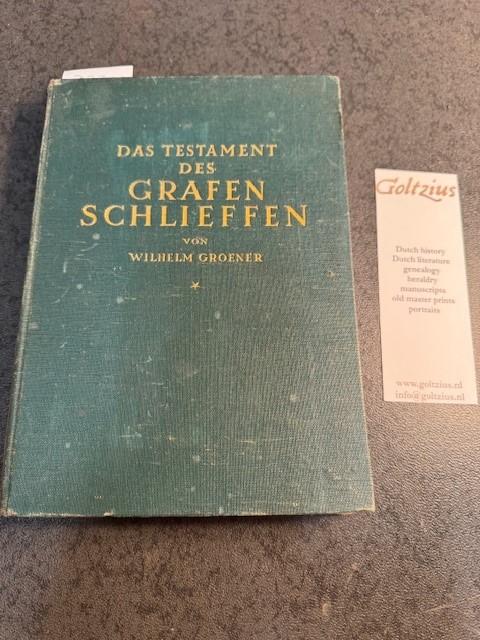 DAS TESTAMENT
DES
GRAFEN
SCHLIEFFEN
VON
WILHELM GROENER
Goltzius
Dutch history
Dutch literature
genealogy
heraldry
manuscripts
old master prints
portraits
www.goltzius.nl
info@goltzius.nl